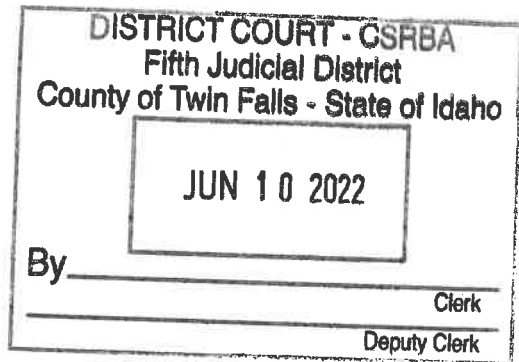 DISTRICT COURT - CSRBA
Fifth Judicial District
County of Twin Falls - State of Idaho
JUN 10 2022
By
Clerk
Deputy Clerk